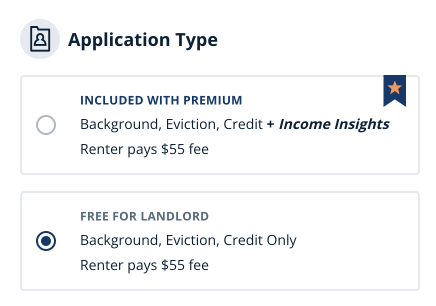 Application Type
INCLUDED WITH PREMIUM
Background, Eviction, Credit + Income Insights
Renter pays $55 fee
FREE FOR LANDLORD
Background, Eviction, Credit Only
Renter pays $55 fee